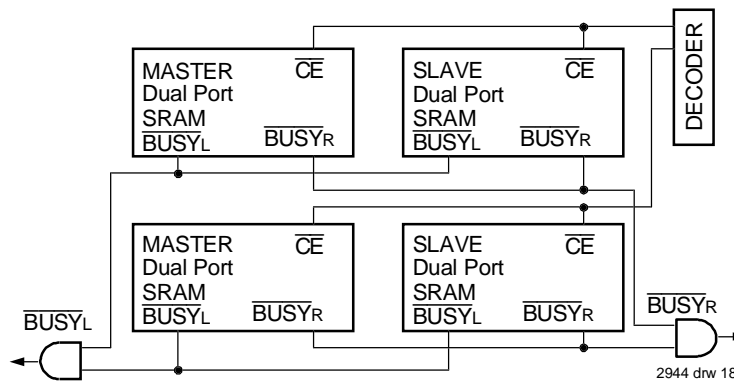 MASTER
Dual Port
SRAM
BUSYL
CE
BUSYR
SLAVE
Dual Port
SRAM
BUSYL
CE
BUSYR
DECODER
MASTER
Dual Port
SRAM
BUSYL
CE
BUSYR
SLAVE
Dual Port
SRAM
BUSYL
CE
BUSYR
BUSYL
BUSYR
2944 drw 18